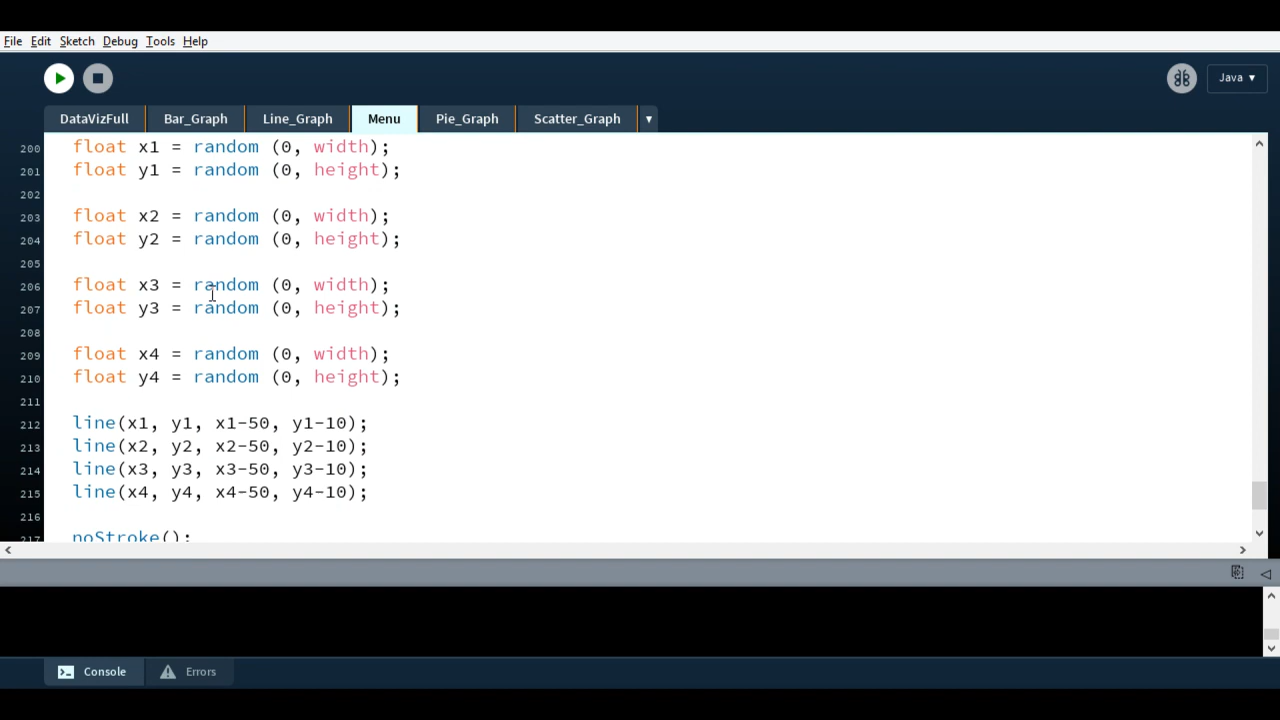 File Edit Sketch Debug Tools Help
Java ▾
DataVizFull Bar_Graph Line_Graph Menu Pie_Graph Scatter_Graph ▼
200 float x1 = random (0, width);
201 float y1 = random (0, height);
202
203 float x2 = random (0, width);
204 float y2 = random (0, height);
205
206 float x3 = random (0, width);
207 float y3 = random (0, height);
208
209 float x4 = random (0, width);
210 float y4 = random (0, height);
211
212 line(x1, y1, x1-50, y1-10);
213 line(x2, y2, x2-50, y2-10);
214 line(x3, y3, x3-50, y3-10);
215 line(x4, y4, x4-50, y4-10);
216
217 noStroke();
Console Errors